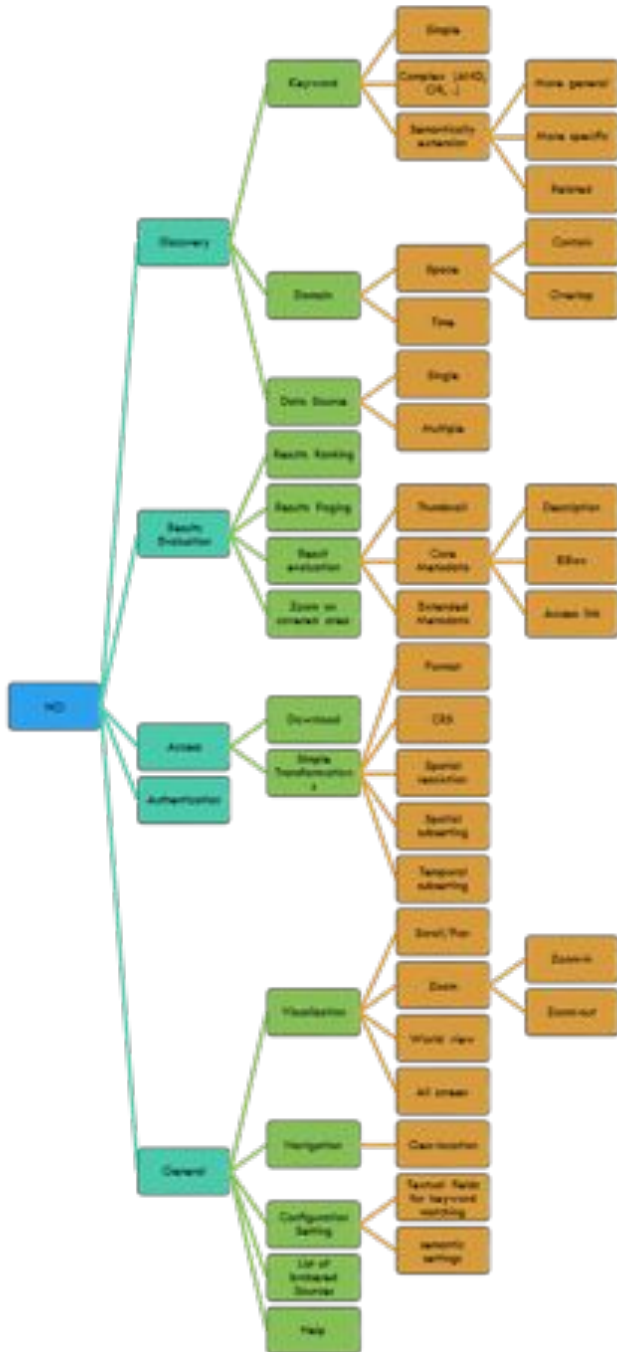 Simple
Keyword
Complex (AND,
OR, ..)
More general
Semantically
extension
More specific
Related
Discovery
Contain
Space
Domain
Overlap
Time
Single
Data Source
Multiple
Results Ranking
Results Paging
Thumbnail
Description
Results
Evaluation
Result
evaluation
Core
Metadata
BBox
Zoom on
covered area
Extended
Metadata
Access link
Format
Download
CRS
Access
Simple
Transformation
s
Spatial
resolution
Authentication
Spatial
subsetting
Temporal
subsetting
Scroll/Pan
Zoom-in
Zoom
Visualization
Zoom-out
World view
All screen
Navigation
General
Textual fields
for keyword
matching
Configuration
Setting
semantic
settings
List of
brokered
Sources
Help